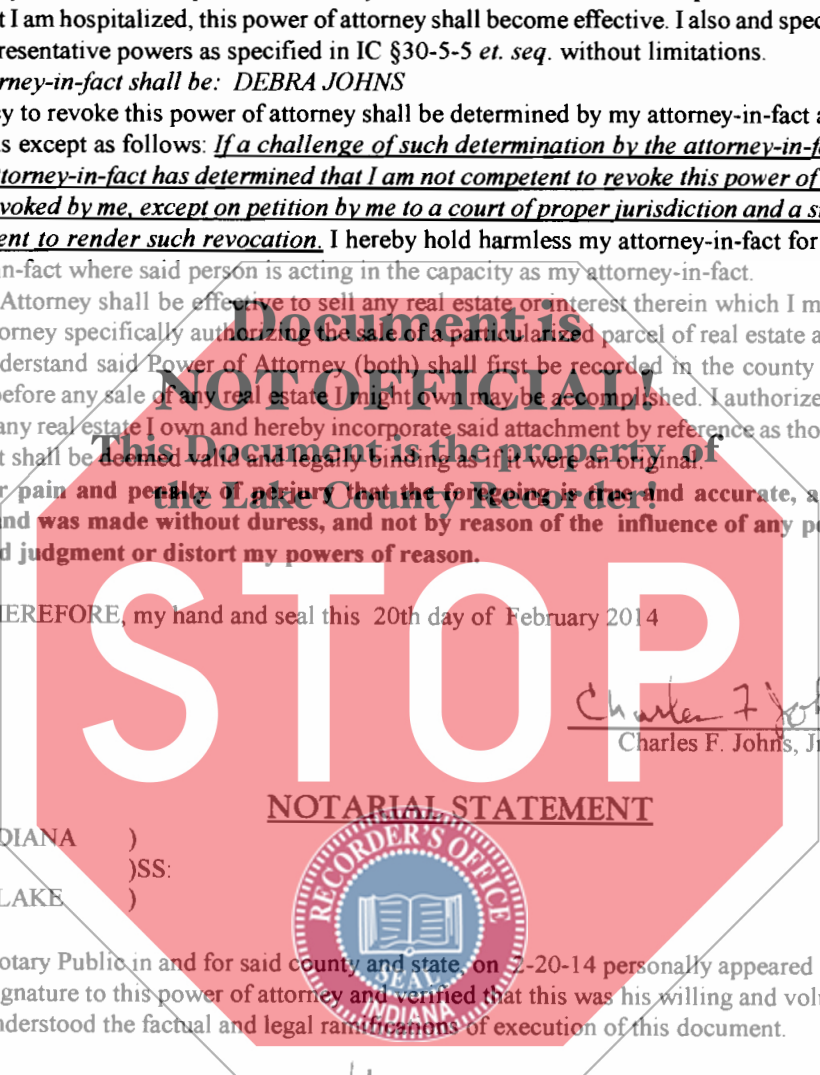 I am hospitalized, this power of attorney shall become effective. I also and spec
resentative powers as specified in IC §30-5-5 et. seq. without limitations.
rney-in-fact shall be: DEBRA JOHNS
cy to revoke this power of attorney shall be determined by my attorney-in-fact a
s except as follows: If a challenge of such determination by the attorney-in-fa
ttorney-in-fact has determined that I am not competent to revoke this power of
voked by me, except on petition by me to a court of proper jurisdiction and a s
ent to render such revocation. I hereby hold harmless my attorney-in-fact for
in-fact where said person is acting in the capacity as my attorney-in-fact.
Attorney shall be effective to sell any real estate or interest therein which I m
Document is
orney specifically authorizing the sale of a particularized parcel of real estate a
derstand said Power of Attorney (both) shall first be recorded in the county
NOT OFFICIAL!
before any sale of any real estate I might own may be accomplished. I authorize
any real estate I own and hereby incorporate said attachment by reference as tho
This Document is the property of
t shall be deemed valid and legally binding as if it were an original.
r pain and penalty of perjury that the foregoing is true and accurate, a
the Lake County Recorder!
nd was made without duress, and not by reason of the influence of any pe
d judgment or distort my powers of reason.
STOP
EREFORE, my hand and seal this 20th day of February 2014
Charles F Joh
Charles F. Johns, Jr
NOTARIAL STATEMENT
DIANA )
)SS:
LAKE )
RECORDER'S OFFICE
SEAL
INDIANA
otary Public in and for said county and state, on 2-20-14 personally appeared
gnature to this power of attorney and verified that this was his willing and volu
nderstood the factual and legal ramifications of execution of this document.